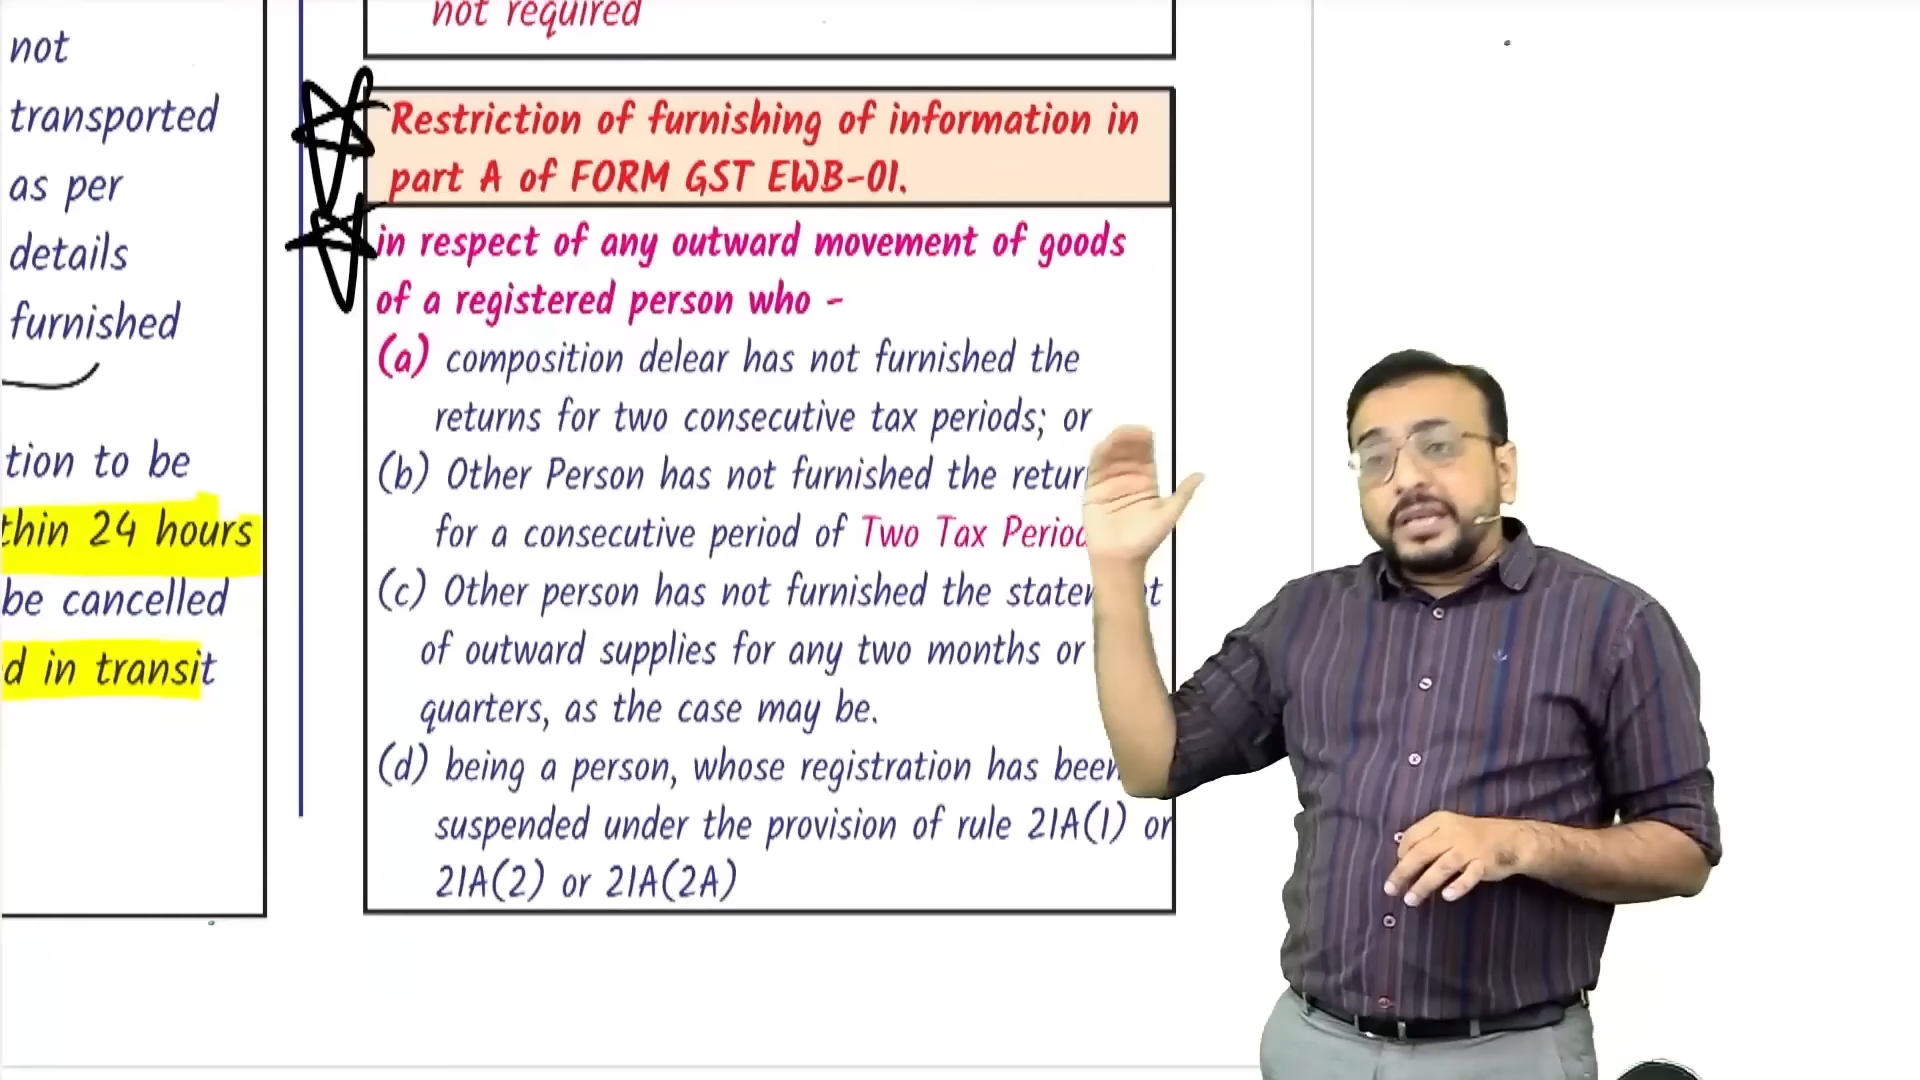 not
transported
as per
details
furnished
tion to be
thin 24 hours
be cancelled
d in transit
not required
Restriction of furnishing of information in
part A of FORM GST EWB-01.
in respect of any outward movement of goods
of a registered person who -
(a) composition delear has not furnished the
returns for two consecutive tax periods; or
(b) Other Person has not furnished the retur
for a consecutive period of Two Tax Period
(c) Other person has not furnished the
of outward supplies for any two months or
quarters, as the case may be.
(d) being a person, whose registration has been
suspended under the provision of rule 21A(1) or
21A(2) or 21A(2A)